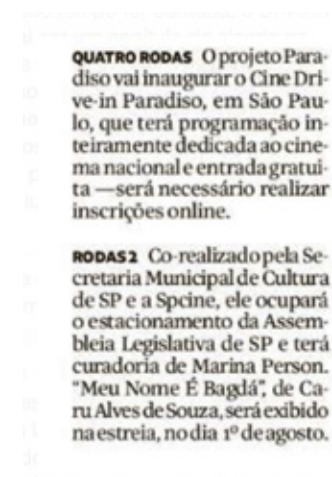 QUATRO RODAS O projeto Para-
diso vai inaugurar o Cine Dri-
ve-in Paradiso, em São Pau-
lo, que terá programação in-
teiramente dedicada ao cine-
ma nacional e entrada gratui-
ta —será necessário realizar
inscrições online.
RODAS 2 Co-realizado pela Se-
cretaria Municipal de Cultura
de SP e a Spcine, ele ocupará
o estacionamento da Assem-
bleia Legislativa de SP e terá
curadoria de Marina Person.
“Meu Nome É Bagdá”, de Ca-
ru Alves de Souza, será exibido
na estreia, no dia 1º de agosto.